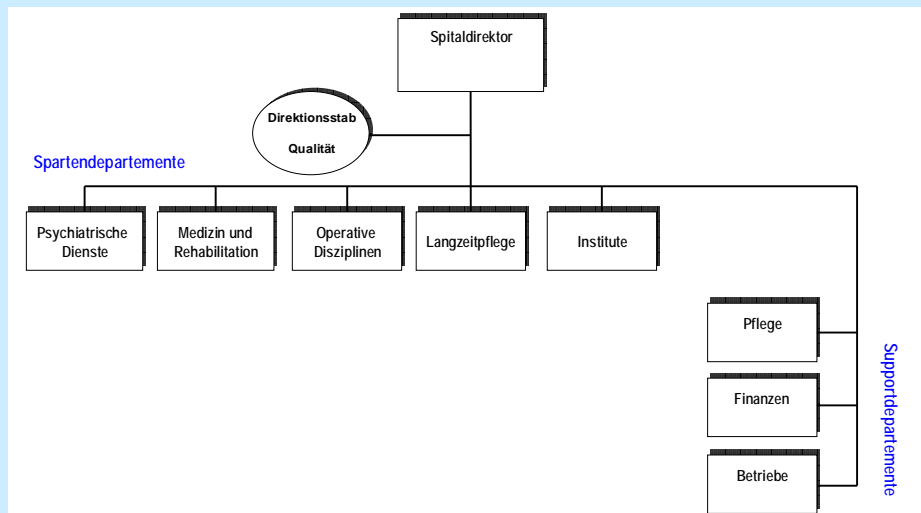 Spitaldirektor
Direktionsstab
Qualität
Spartendepartemente
Psychiatrische
Dienste
Medizin und
Rehabilitation
Operative
Disziplinen
Langzeitpflege
Institute
Pflege
Finanzen
Betriebe
Supportdepartemente